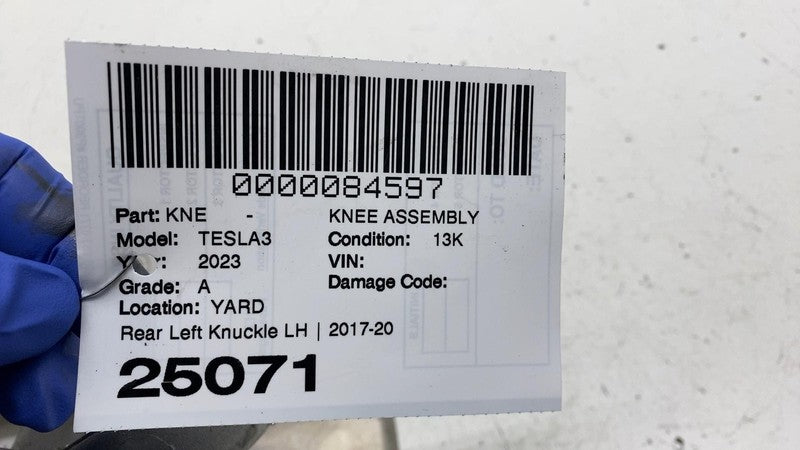 0000084597
Part: KNE - KNEE ASSEMBLY
Model: TESLA3 Condition: 13K
2023 VIN:
Grade: A Damage Code:
Location: YARD
Rear Left Knuckle LH | 2017-20
25071